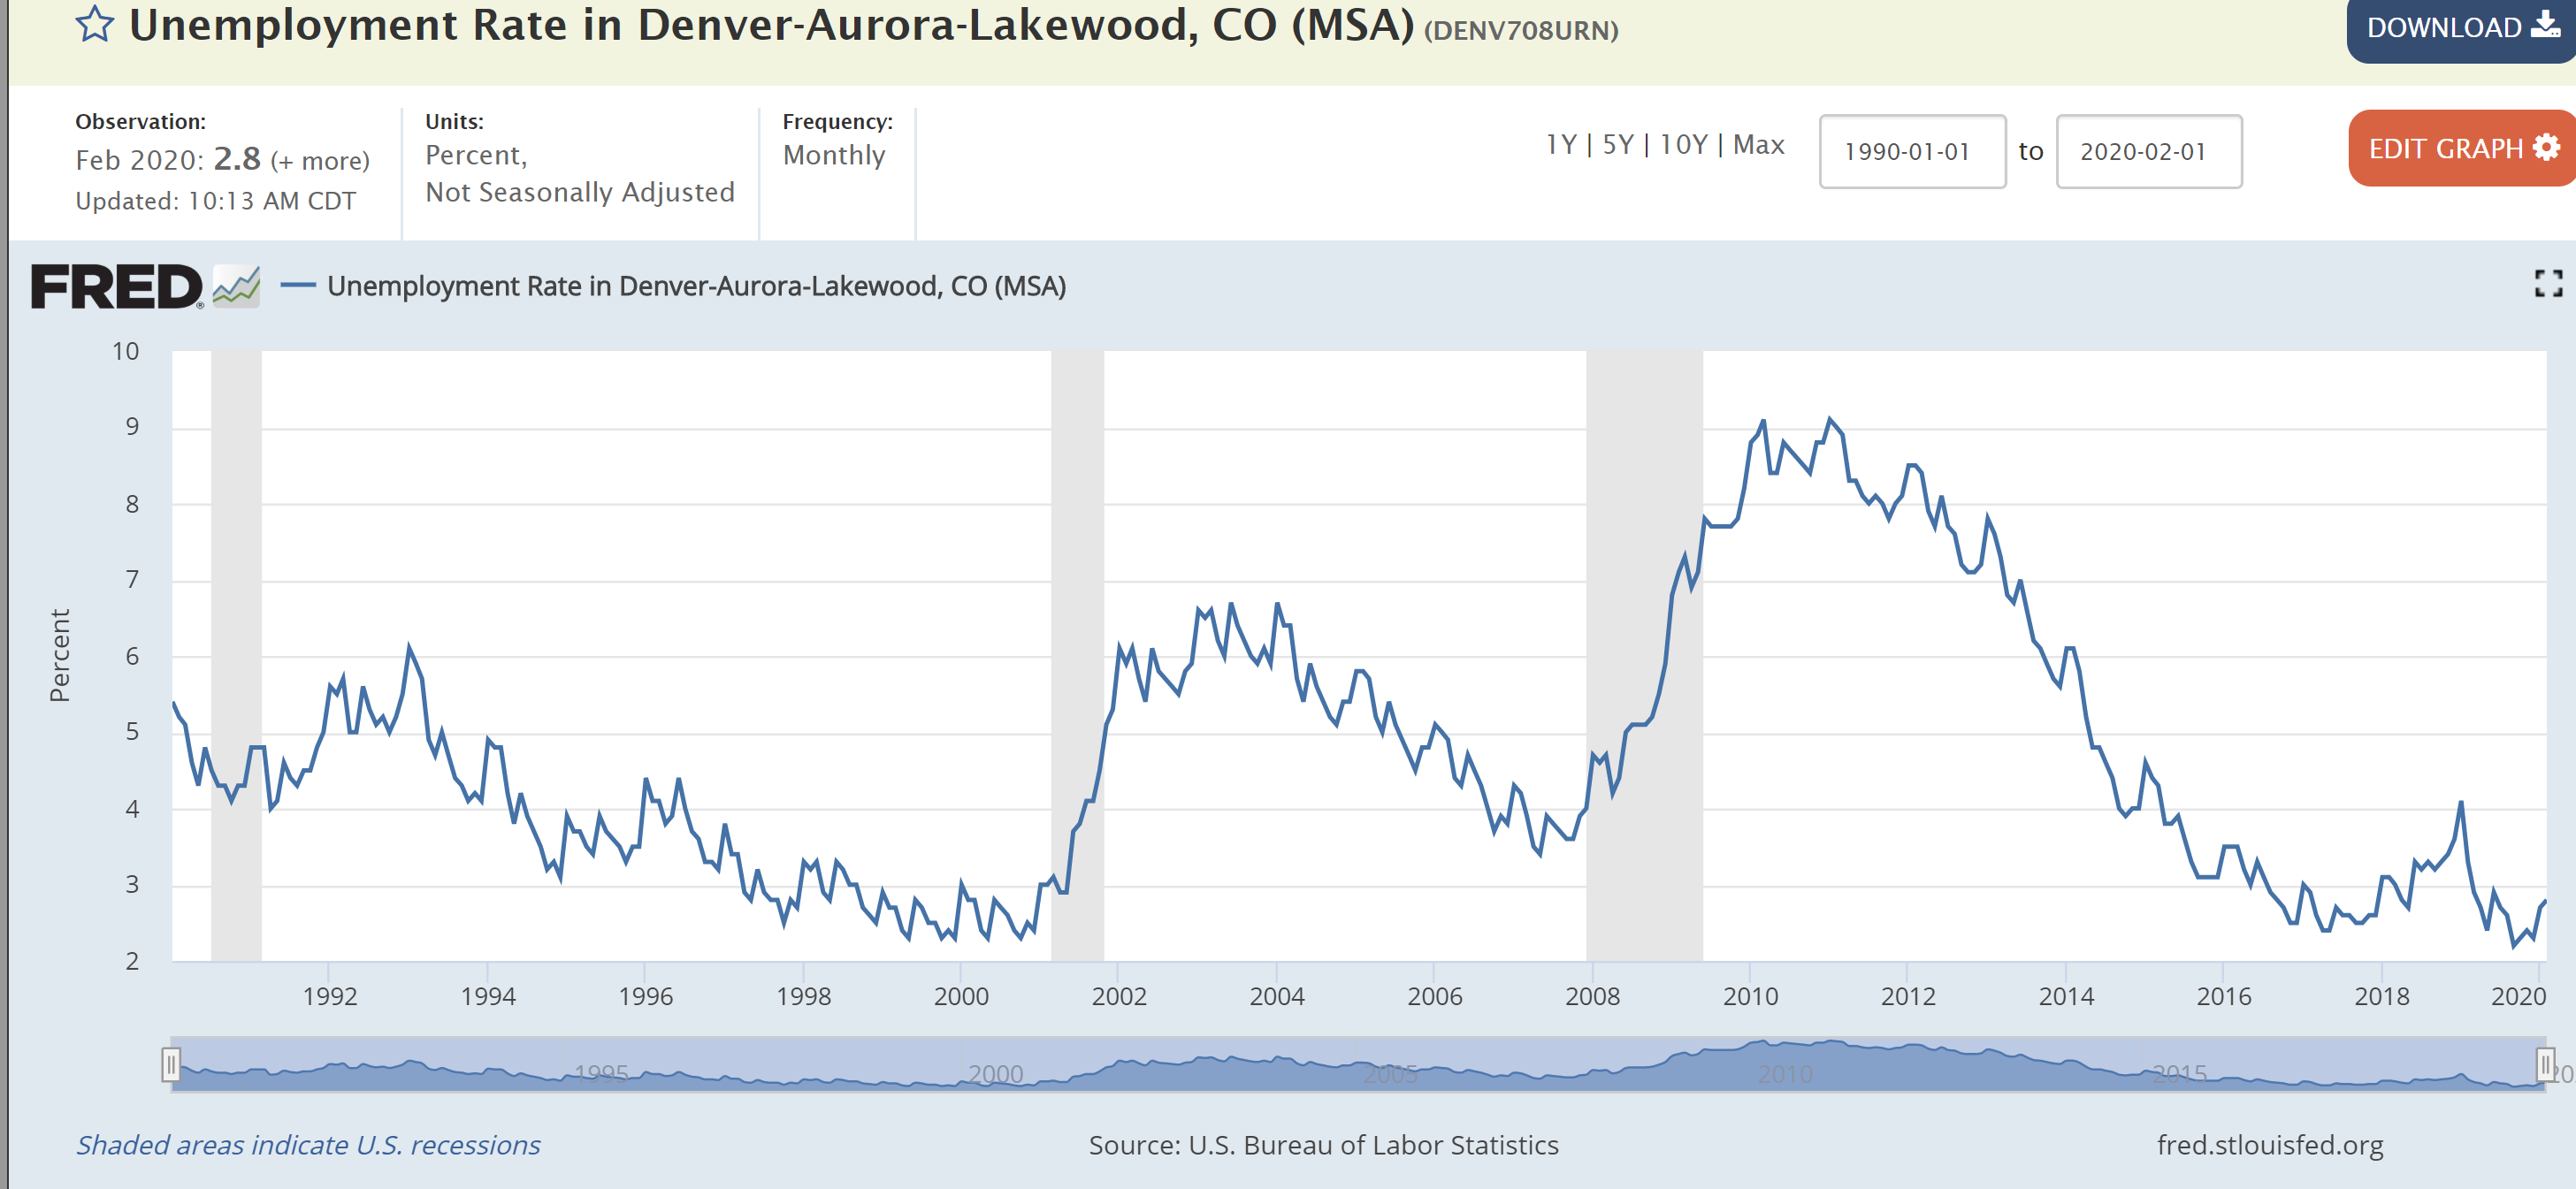 Unemployment Rate in Denver-Aurora-Lakewood, CO (MSA) (DENV708URN)
DOWNLOAD
Observation:
Feb 2020: 2.8 (+ more)
Updated: 10:13 AM CDT
Units:
Percent,
Not Seasonally Adjusted
Frequency:
Monthly
1Y | 5Y | 10Y | Max
1990-01-01 to 2020-02-01
EDIT GRAPH
FRED®
Unemployment Rate in Denver-Aurora-Lakewood, CO (MSA)
Percent
10
9
8
7
6
5
4
3
2
1992 1994 1996 1998 2000 2002 2004 2006 2008 2010 2012 2014 2016 2018 2020
1995 2000 2005 2010 2015 20
Shaded areas indicate U.S. recessions
Source: U.S. Bureau of Labor Statistics
fred.stlouisfed.org